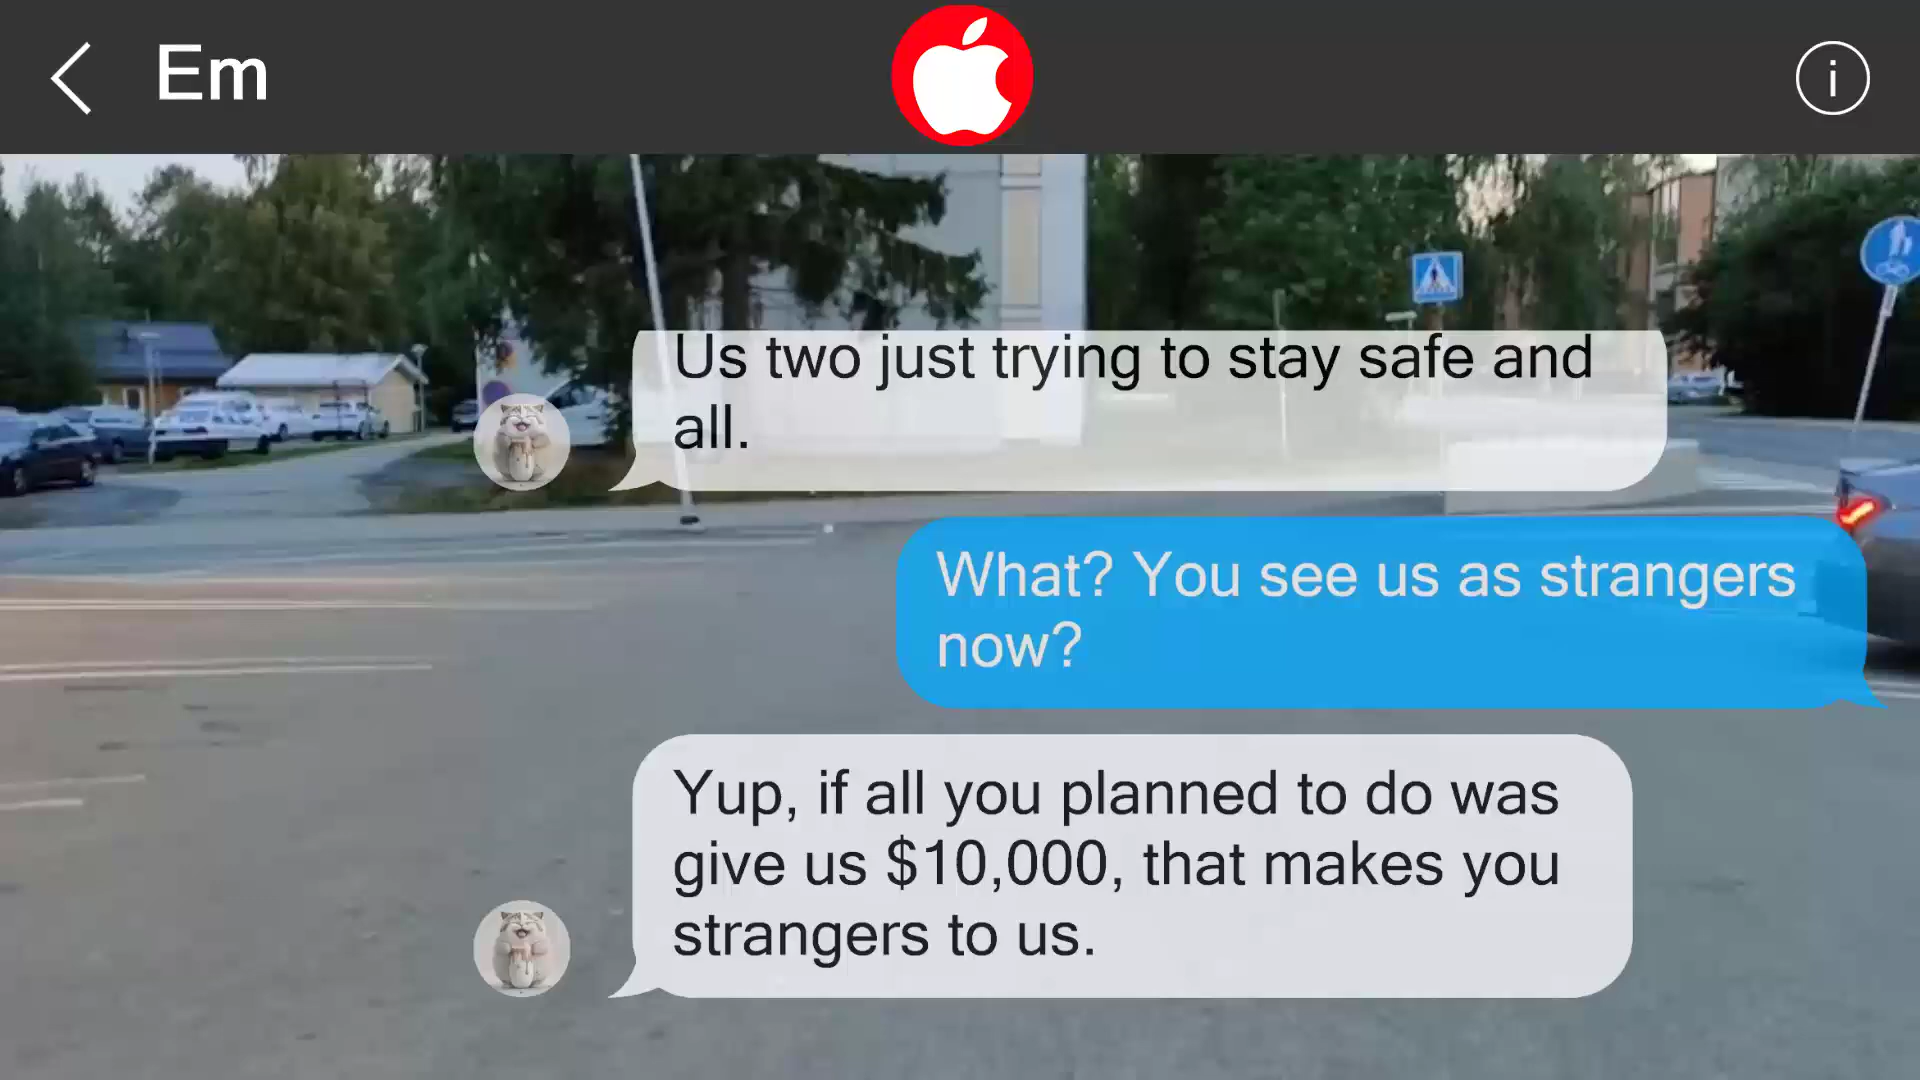 Em
i
Us two just trying to stay safe and
all.
What? You see us as strangers
now?
Yup, if all you planned to do was
give us $10,000, that makes you
strangers to us.